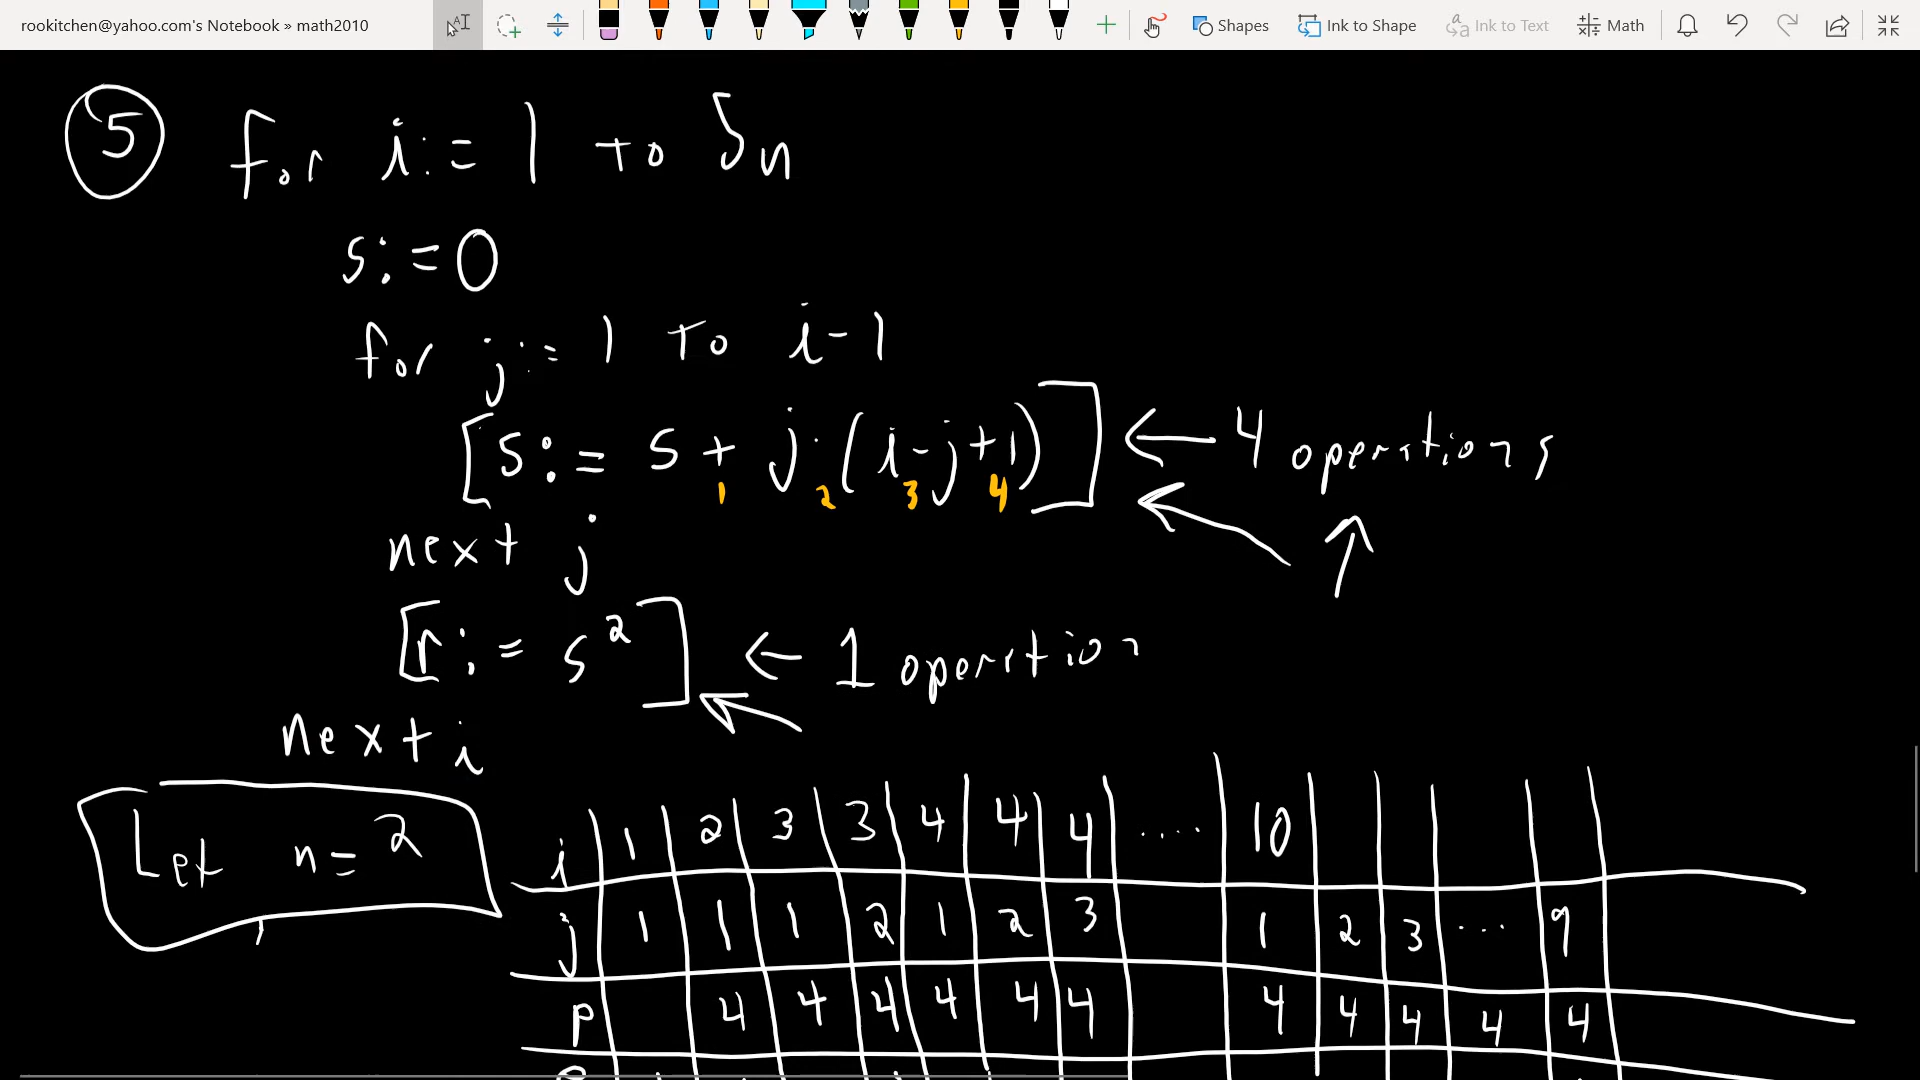 rookitchen@yahoo.com's Notebook » math2010
Shapes Ink to Shape Ink to Text Math
5 for i:= 1 to 5n
s:=0
for j:= 1 to i-1
[s:= s + j·(i-j+1)] ← 4 operations
1 2 3 4
next j
[r:= s²] ← 1 operation
next i
Let n=2
i 1 2 3 3 4 4 4 .... 10
j 1 1 1 2 1 2 3 1 2 3 ... 9
p 4 4 4 4 4 4 4 4 4 4 4